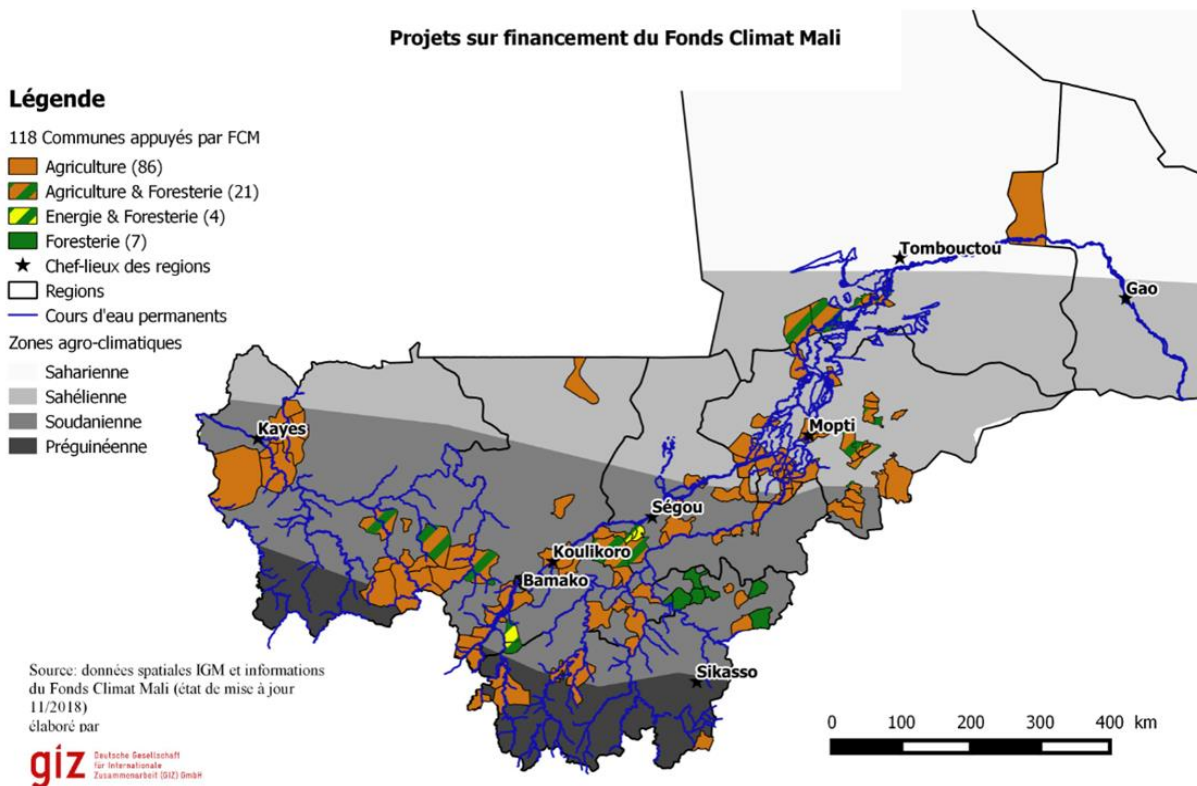 Projets sur financement du Fonds Climat Mali
Légende
118 Communes appuyés par FCM
Agriculture (86)
Agriculture & Foresterie (21)
Energie & Foresterie (4)
Foresterie (7)
Chef-lieux des regions
Regions
Cours d'eau permanents
Zones agro-climatiques
Saharienne
Sahélienne
Soudanienne
Préguinéenne
Tombouctou
Gao
Kayes
Mopti
Ségou
Koulikoro
Bamako
Sikasso
Source: données spatiales IGM et informations
du Fonds Climat Mali (état de mise à jour
11/2018)
élaboré par
giz
Deutsche Gesellschaft
für Internationale
Zusammenarbeit (GIZ) GmbH
0 100 200 300 400 km